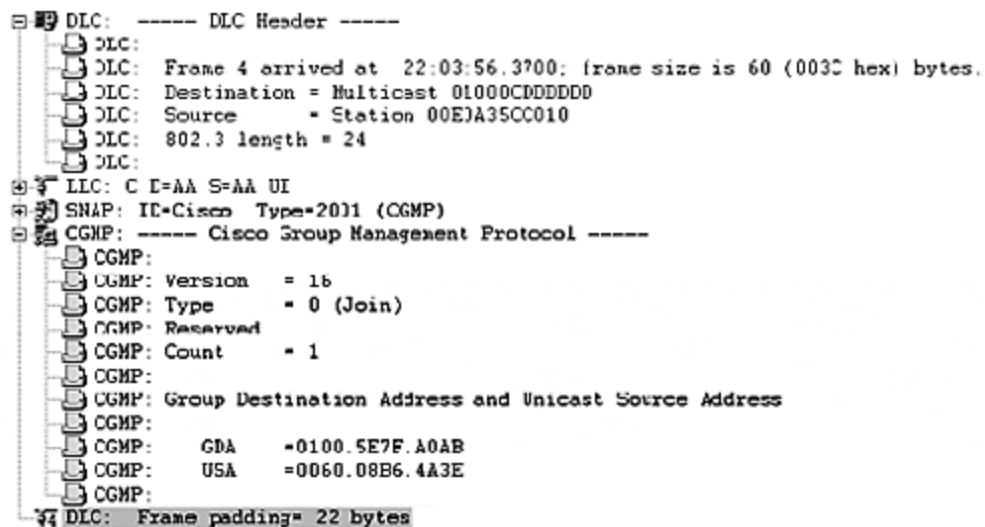 DLC: ----- DLC Header -----
DLC:
DLC: Frame 4 arrived at 22:03:56.3700; frame size is 60 (003C hex) bytes.
DLC: Destination = Multicast 01000CDDDDDD
DLC: Source = Station 00E0A35CC010
DLC: 802.3 length = 24
DLC:
LLC: C D=AA S=AA UI
SNAP: ID=Cisco Type=2001 (CGMP)
CGMP: ----- Cisco Group Management Protocol -----
CGMP:
CGMP: Version = 16
CGMP: Type = 0 (Join)
CGMP: Reserved
CGMP: Count = 1
CGMP:
CGMP: Group Destination Address and Unicast Source Address
CGMP:
CGMP: GDA =0100.5E7F.A0AB
CGMP: USA =0060.08B6.4A3E
CGMP:
DLC: Frame padding= 22 bytes